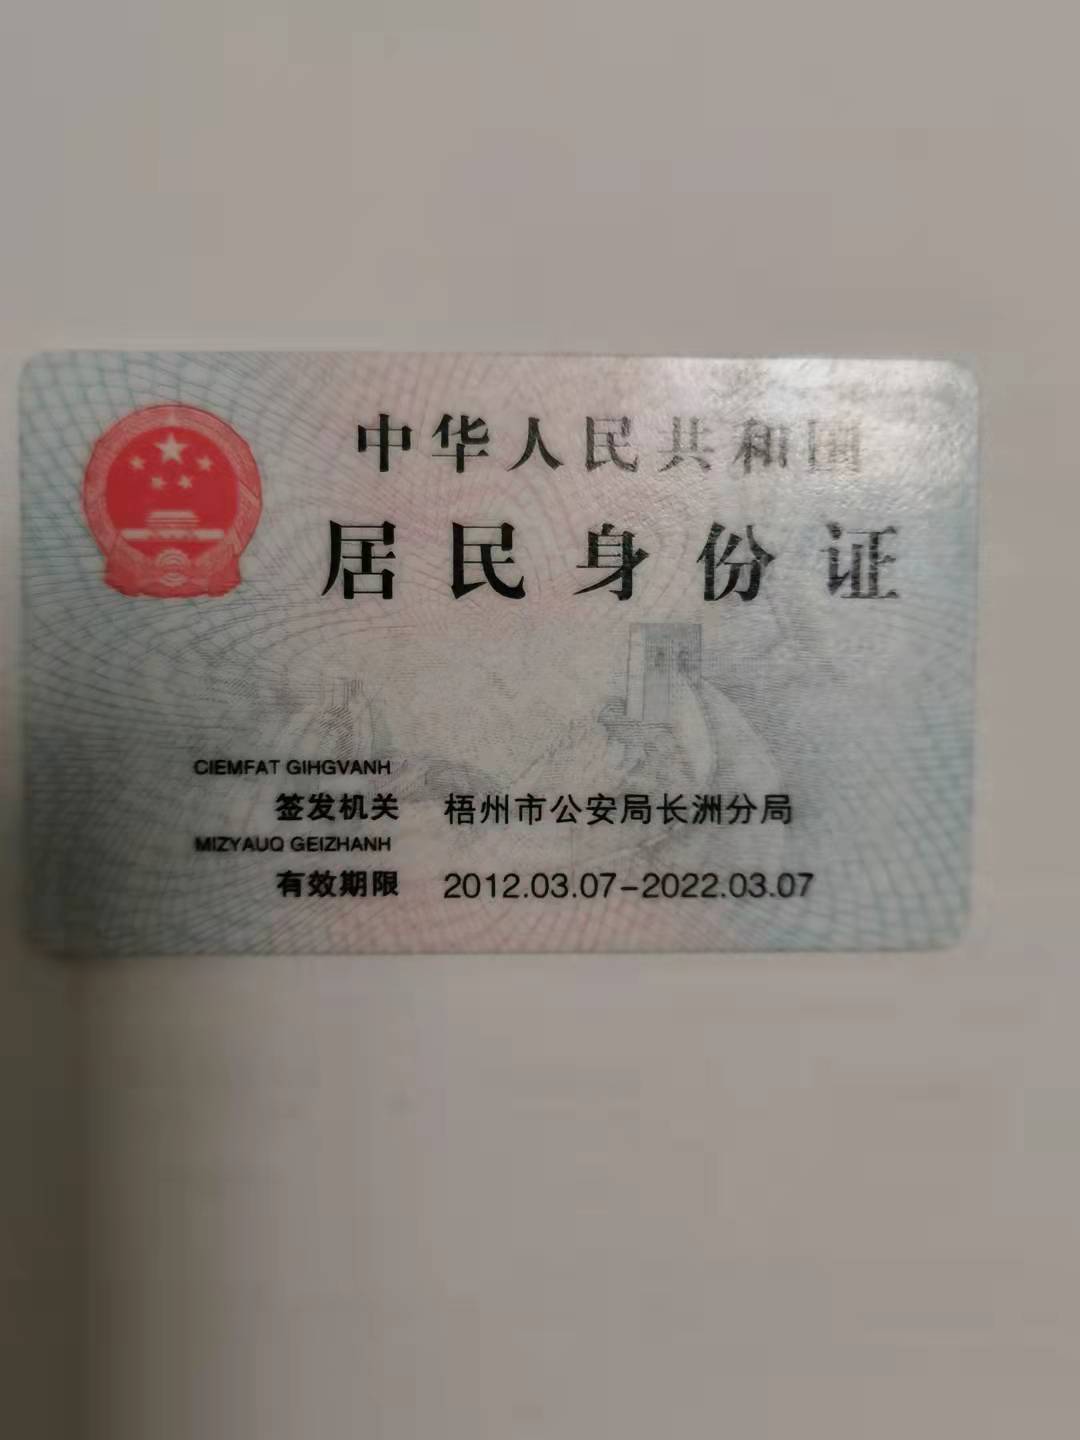 中华人民共和国
居民身份证
CIEMFAT GIHGVANH
签发机关 梧州市公安局长洲分局
MIZYAUQ GEIZHANH
有效期限 2012.03.07-2022.03.07